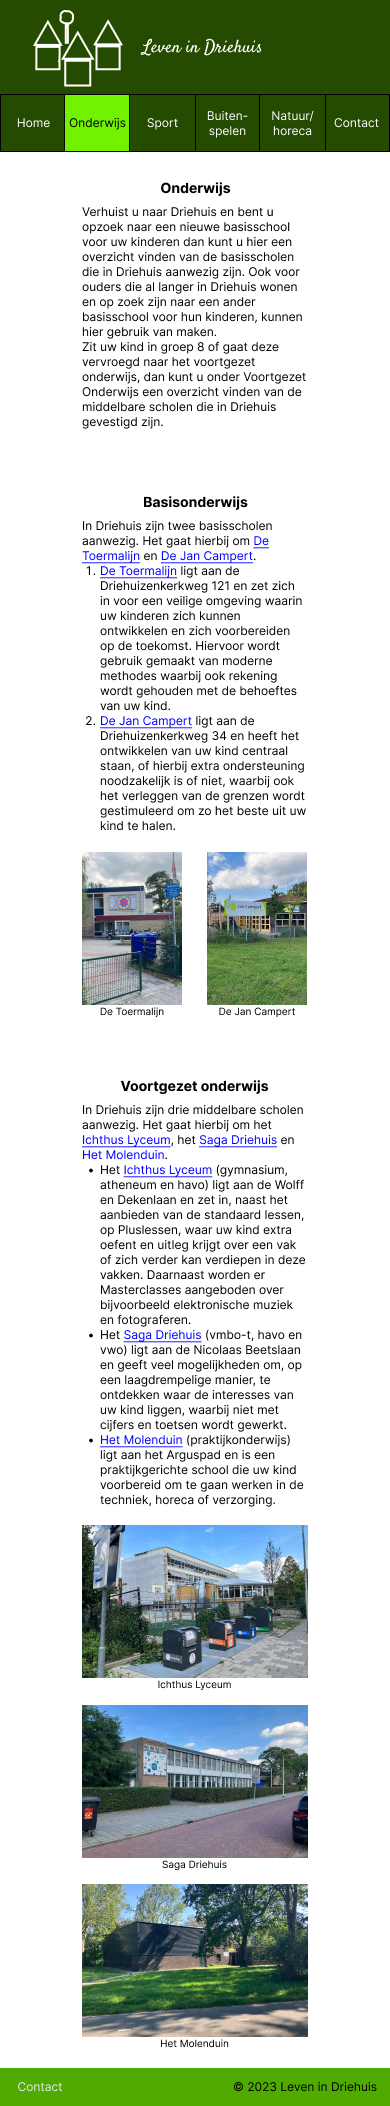 Leven in Driehuis
Home
Onderwijs
Sport
Buiten-
spelen
Natuur/
horeca
Contact
Onderwijs
Verhuist u naar Driehuis en bent u
opzoek naar een nieuwe basisschool
voor uw kinderen dan kunt u hier een
overzicht vinden van de basisscholen
die in Driehuis aanwezig zijn. Ook voor
ouders die al langer in Driehuis wonen
en op zoek zijn naar een ander
basisschool voor hun kinderen, kunnen
hier gebruik van maken.
Zit uw kind in groep 8 of gaat deze
vervroegd naar het voortgezet
onderwijs, dan kunt u onder Voortgezet
Onderwijs een overzicht vinden van de
middelbare scholen die in Driehuis
gevestigd zijn.
Basisonderwijs
In Driehuis zijn twee basisscholen
aanwezig. Het gaat hierbij om De
Toermalijn en De Jan Campert.
1. De Toermalijn ligt aan de
Driehuizenkerkweg 121 en zet zich
in voor een veilige omgeving waarin
uw kinderen zich kunnen
ontwikkelen en zich voorbereiden
op de toekomst. Hiervoor wordt
gebruik gemaakt van moderne
methodes waarbij ook rekening
wordt gehouden met de behoeftes
van uw kind.
2. De Jan Campert ligt aan de
Driehuizenkerkweg 34 en heeft het
ontwikkelen van uw kind centraal
staan, of hierbij extra ondersteuning
noodzakelijk is of niet, waarbij ook
het verleggen van de grenzen wordt
gestimuleerd om zo het beste uit uw
kind te halen.
Jan Campert
De Toermalijn
De Jan Campert
Voortgezet onderwijs
In Driehuis zijn drie middelbare scholen
aanwezig. Het gaat hierbij om het
Ichthus Lyceum, het Saga Driehuis en
Het Molenduin.
• Het Ichthus Lyceum (gymnasium,
atheneum en havo) ligt aan de Wolff
en Dekenlaan en zet in, naast het
aanbieden van de standaard lessen,
op Pluslessen, waar uw kind extra
oefent en uitleg krijgt over een vak
of zich verder kan verdiepen in deze
vakken. Daarnaast worden er
Masterclasses aangeboden over
bijvoorbeeld elektronische muziek
en fotograferen.
• Het Saga Driehuis (vmbo-t, havo en
vwo) ligt aan de Nicolaas Beetslaan
en geeft veel mogelijkheden om, op
een laagdrempelige manier, te
ontdekken waar de interesses van
uw kind liggen, waarbij niet met
cijfers en toetsen wordt gewerkt.
• Het Molenduin (praktijkonderwijs)
ligt aan het Arguspad en is een
praktijkgerichte school die uw kind
voorbereid om te gaan werken in de
techniek, horeca of verzorging.
Ichthus Lyceum
Saga Driehuis
Het Molenduin
Contact
© 2023 Leven in Driehuis